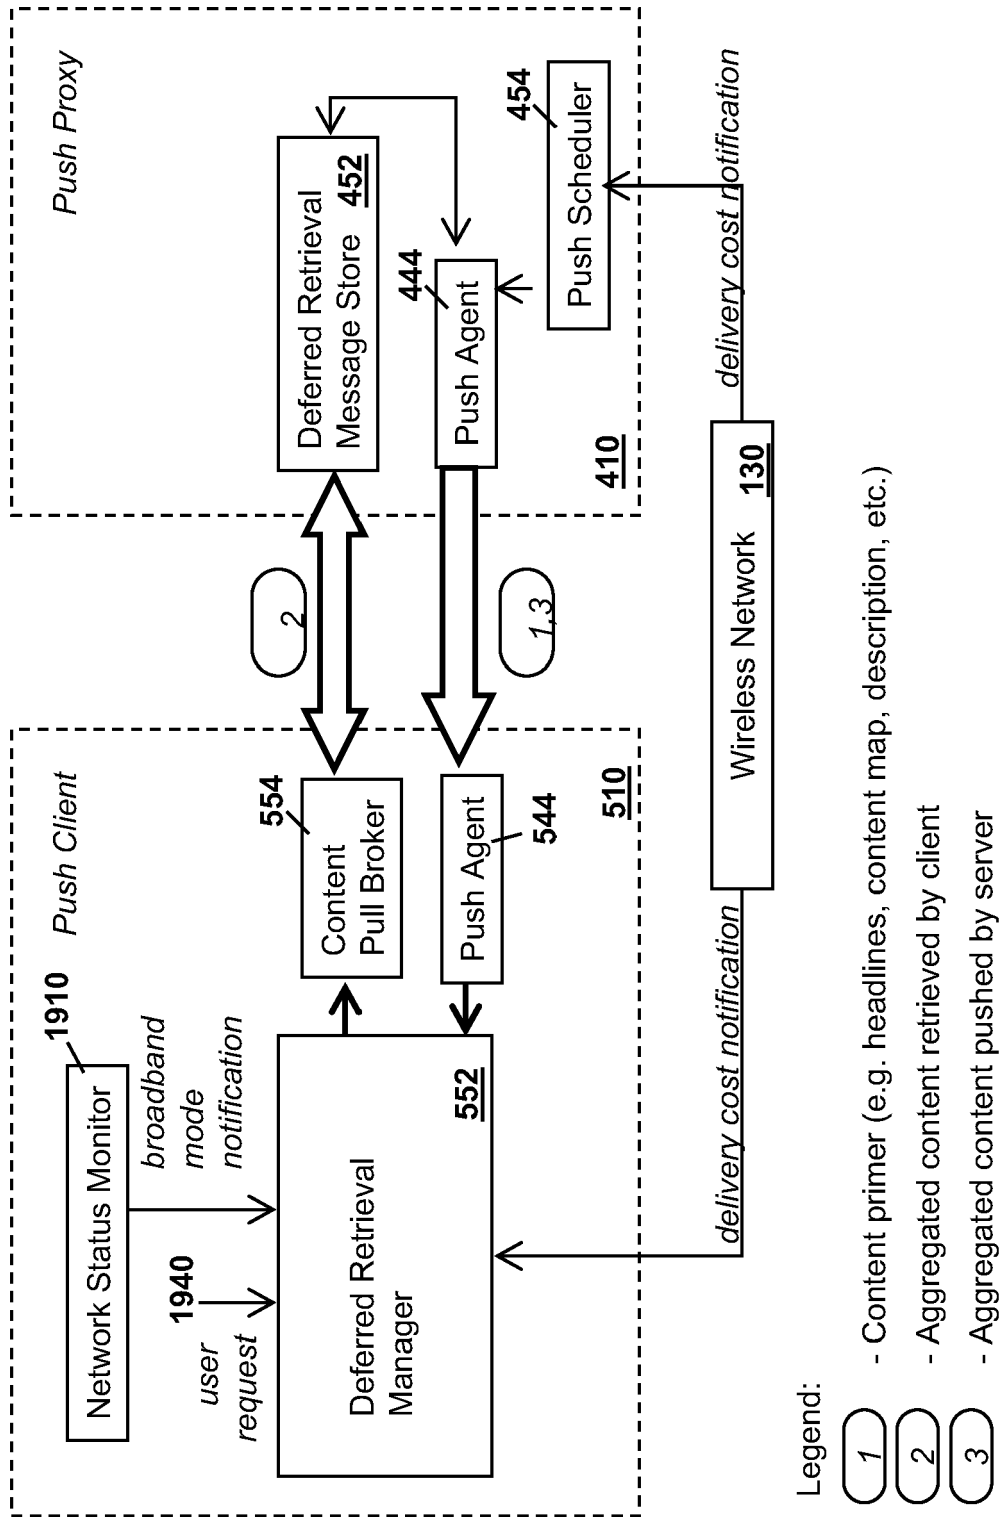 Push Client
Push Proxy
1910
Network Status Monitor
broadband
mode
notification
1940
user
request
Deferred Retrieval
Manager
552
554
Content
Pull Broker
Push Agent
544
510
2
1,3
Deferred Retrieval
Message Store
452
444
Push Agent
410
454
Push Scheduler
delivery cost notification
Wireless Network
130
delivery cost notification
Legend:
1
- Content primer (e.g. headlines, content map, description, etc.)
2
- Aggregated content retrieved by client
3
- Aggregated content pushed by server